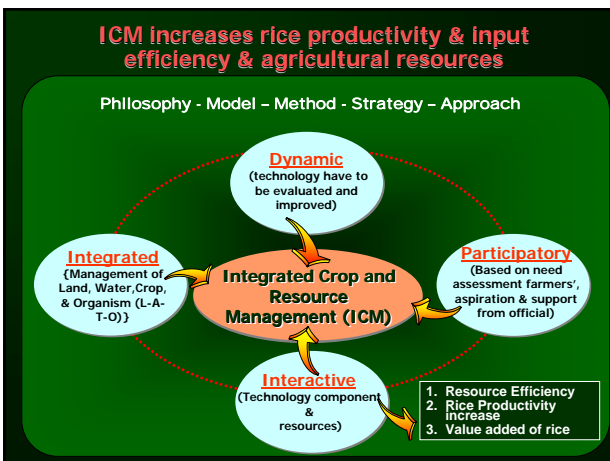 ICM increases rice productivity & input
efficiency & agricultural resources
Philosophy - Model – Method - Strategy – Approach
Dynamic
(technology have to
be evaluated and
improved)
Integrated
{Management of
Land, Water,Crop,
& Organism (L-A-
T-O)}
Integrated Crop and
Resource
Management (ICM)
Participatory
(Based on need
assessment farmers',
aspiration & support
from official)
Interactive
(Technology component
&
resources)
1. Resource Efficiency
2. Rice Productivity
increase
3. Value added of rice